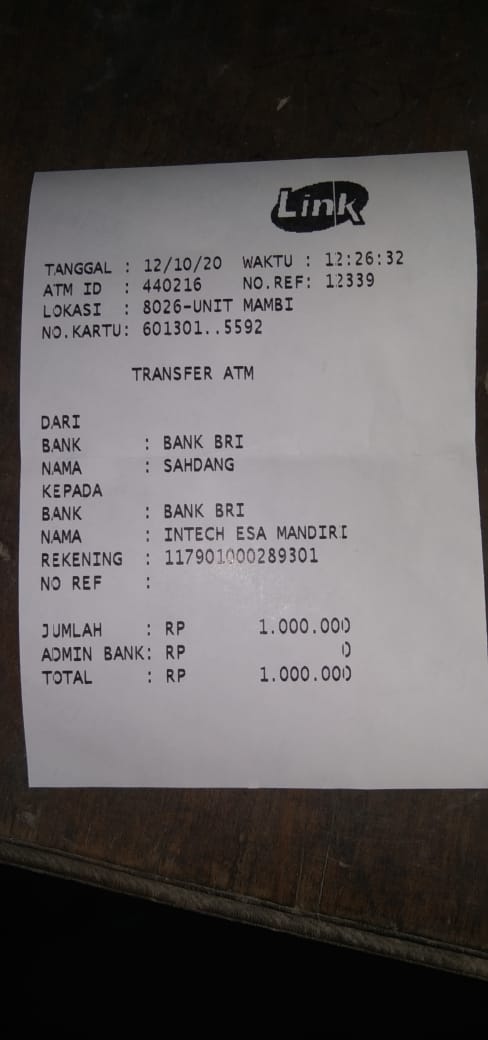 Link
TANGGAL : 12/10/20 WAKTU : 12:26:32
ATM ID : 440216 NO.REF: 12339
LOKASI : 8026-UNIT MAMBI
NO.KARTU: 601301..5592
TRANSFER ATM
DARI
BANK : BANK BRI
NAMA : SAHDANG
KEPADA
BANK : BANK BRI
NAMA : INTECH ESA MANDIRI
REKENING : 117901000289301
NO REF :
JUMLAH : RP 1.000.000
ADMIN BANK: RP 0
TOTAL : RP 1.000.000